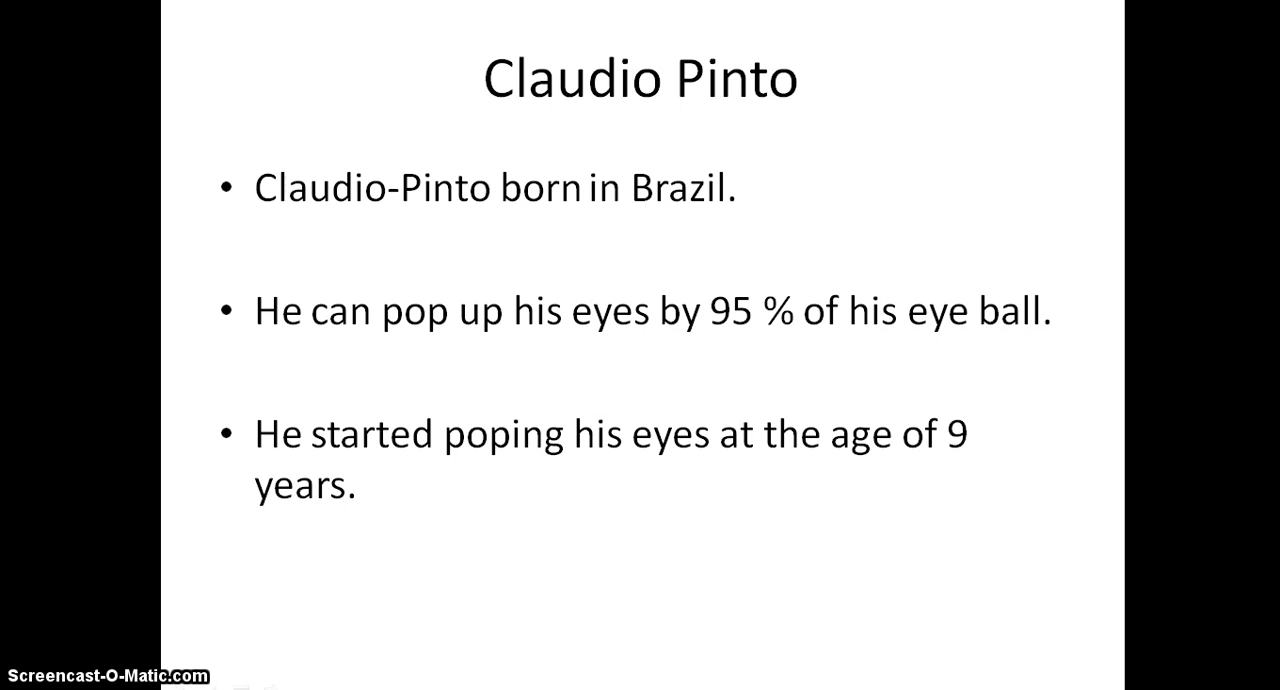 Claudio Pinto
• Claudio-Pinto born in Brazil.
• He can pop up his eyes by 95 % of his eye ball.
• He started poping his eyes at the age of 9
years.
Screencast-O-Matic.com